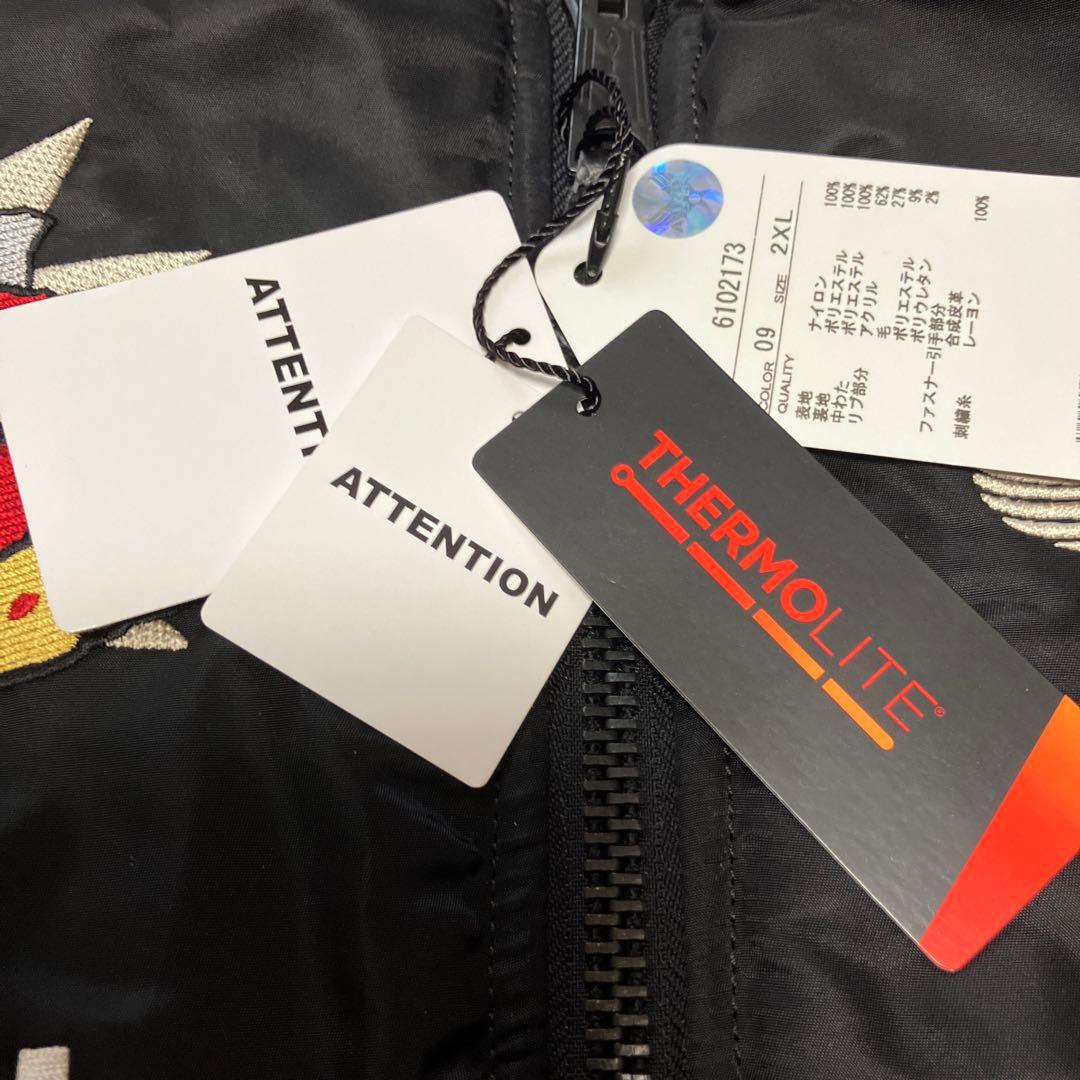 ATTENT
ATTENTION
THERMOLITE®
6102173
COLOR 09 SIZE 2XL
QUALITY
表地 ナイロン 100%
裏地 ポリエステル 100%
中わた ポリエステル 100%
リブ部分 アクリル 62%
毛 27%
ポリエステル 9%
ポリウレタン 2%
ファスナー引手部分 合成皮革
刺繍糸 レーヨン 100%